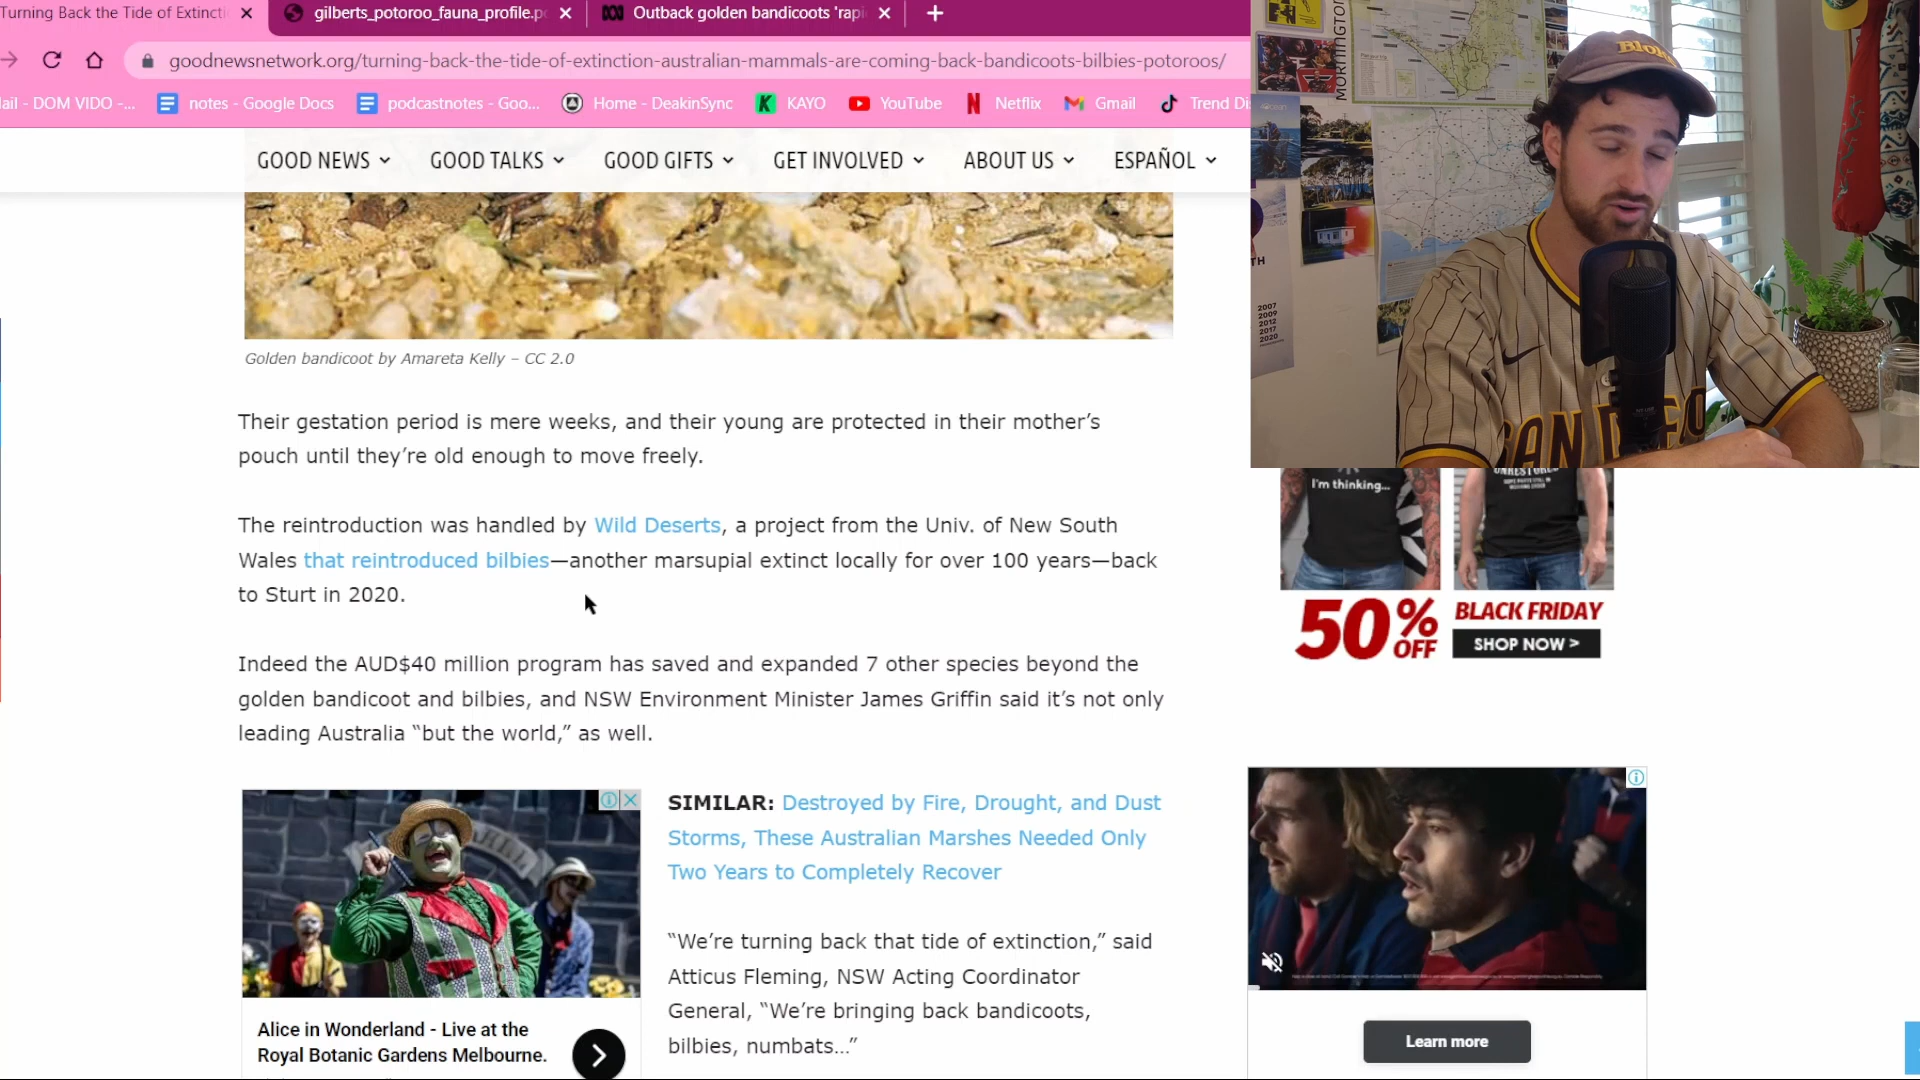 Turning Back the Tide of Extincti
gilberts_potoroo_fauna_profile.p
Outback golden bandicoots 'rapi
goodnewsnetwork.org/turning-back-the-tide-of-extinction-australian-mammals-are-coming-back-bandicoots-bilbies-potoroos/
ail - DOM VIDO -...
notes - Google Docs
podcastnotes - Goo...
Home - DeakinSync
KAYO
YouTube
Netflix
Gmail
Trend Di
GOOD NEWS
GOOD TALKS
GOOD GIFTS
GET INVOLVED
ABOUT US
ESPAÑOL
MORNINGTON
2007
2009
2012
2017
2020
SAN DIEGO
Golden bandicoot by Amareta Kelly – CC 2.0
Their gestation period is mere weeks, and their young are protected in their mother's
pouch until they're old enough to move freely.
The reintroduction was handled by Wild Deserts, a project from the Univ. of New South
Wales that reintroduced bilbies—another marsupial extinct locally for over 100 years—back
to Sturt in 2020.
Indeed the AUD$40 million program has saved and expanded 7 other species beyond the
golden bandicoot and bilbies, and NSW Environment Minister James Griffin said it's not only
leading Australia “but the world,” as well.
SIMILAR: Destroyed by Fire, Drought, and Dust
Storms, These Australian Marshes Needed Only
Two Years to Completely Recover
“We're turning back that tide of extinction,” said
Atticus Fleming, NSW Acting Coordinator
General, “We're bringing back bandicoots,
bilbies, numbats…”
Alice in Wonderland - Live at the
Royal Botanic Gardens Melbourne.
I'm thinking...
50% OFF
BLACK FRIDAY
SHOP NOW >
Learn more